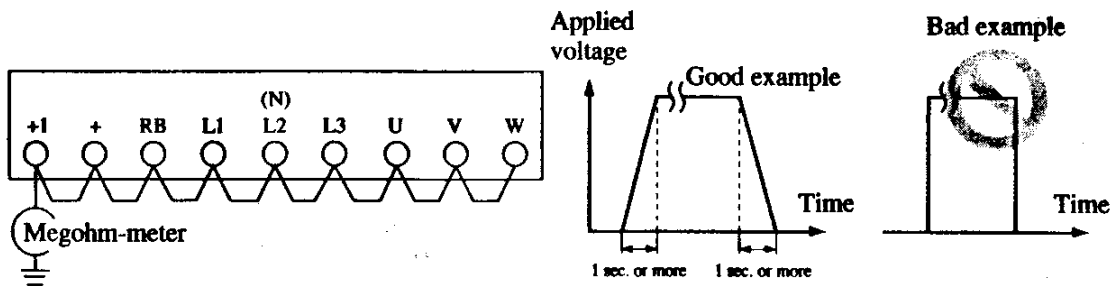 (N)
+1 + RB L1 L2 L3 U V W
Megohm-meter
Applied
voltage
Good example
Time
1 sec. or more 1 sec. or more
Bad example
Time